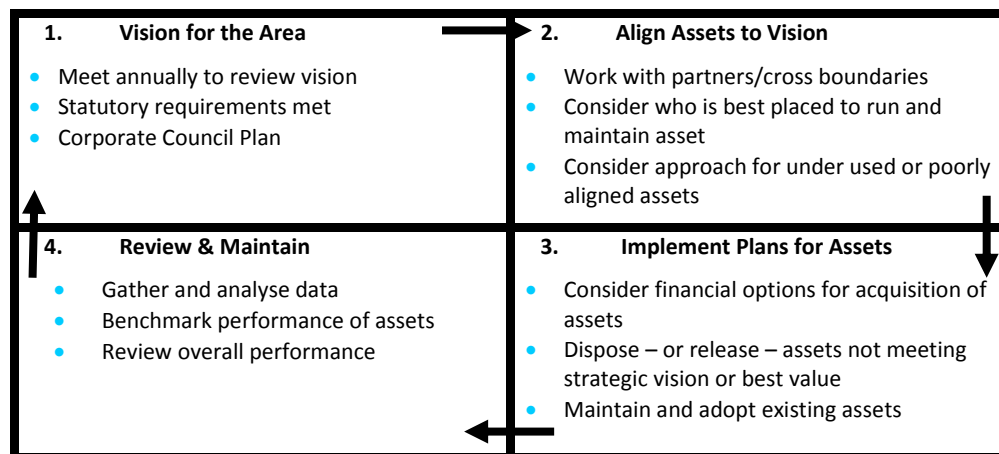 1. Vision for the Area
• Meet annually to review vision
• Statutory requirements met
• Corporate Council Plan
2. Align Assets to Vision
• Work with partners/cross boundaries
• Consider who is best placed to run and
maintain asset
• Consider approach for under used or poorly
aligned assets
4. Review & Maintain
• Gather and analyse data
• Benchmark performance of assets
• Review overall performance
3. Implement Plans for Assets
• Consider financial options for acquisition of
assets
• Dispose – or release – assets not meeting
strategic vision or best value
• Maintain and adopt existing assets